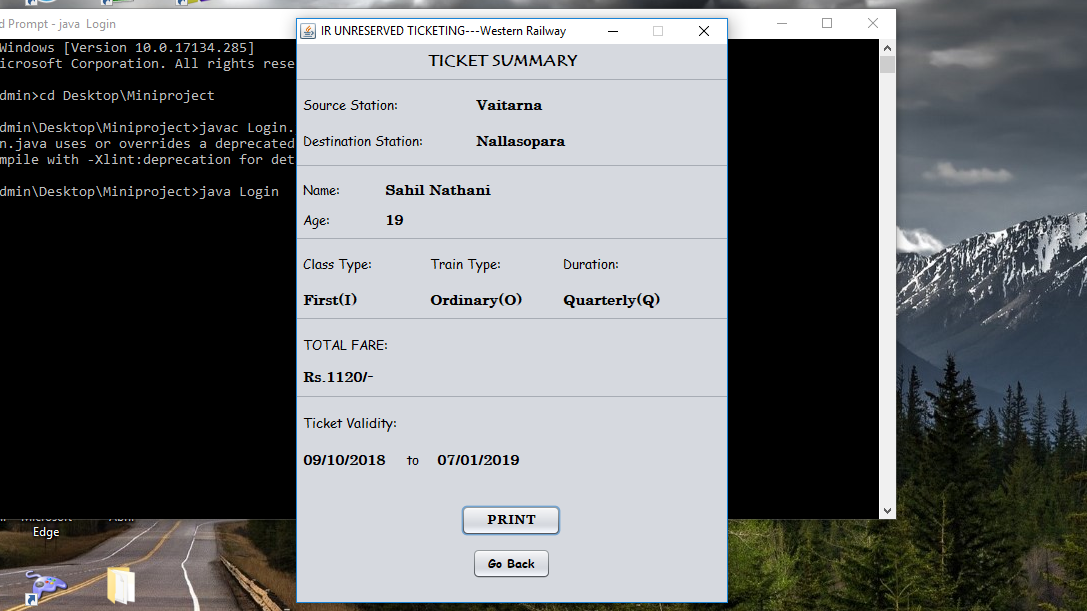 d Prompt - java Login
Windows [Version 10.0.17134.285]
icrosoft Corporation. All rights rese
dmin>cd Desktop\Miniproject
dmin\Desktop\Miniproject>javac Login.
n.java uses or overrides a deprecated
mpile with -Xlint:deprecation for det
dmin\Desktop\Miniproject>java Login
IR UNRESERVED TICKETING---Western Railway
TICKET SUMMARY
Source Station: Vaitarna
Destination Station: Nallasopara
Name: Sahil Nathani
Age: 19
Class Type: Train Type: Duration:
First(I) Ordinary(O) Quarterly(Q)
TOTAL FARE:
Rs.1120/-
Ticket Validity:
09/10/2018 to 07/01/2019
PRINT
Go Back
Edge